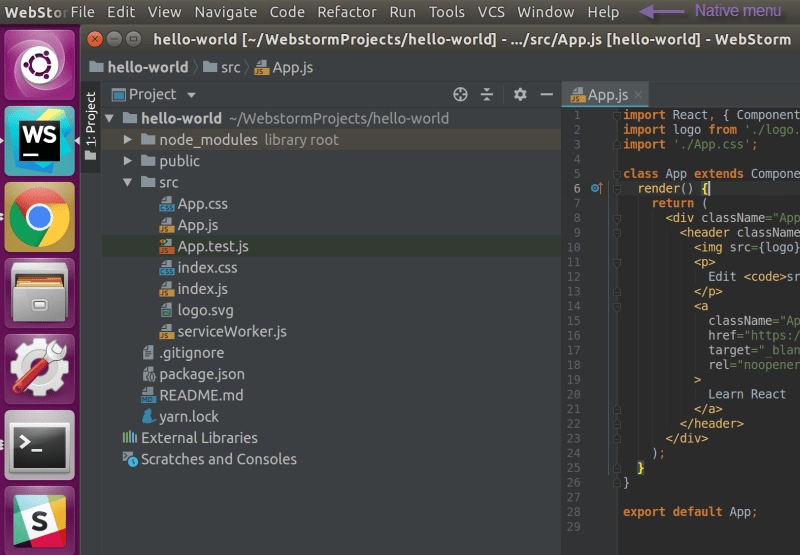 WebStor File Edit View Navigate Code Refactor Run Tools VCS Window Help Native menu
hello-world [~/WebstormProjects/hello-world] - .../src/App.js [hello-world] - WebStorm
hello-world src App.js
1: Project
Project
App.js
hello-world ~/WebstormProjects/hello-world
node_modules library root
public
src
App.css
App.js
App.test.js
index.css
index.js
logo.svg
serviceWorker.js
.gitignore
package.json
README.md
yarn.lock
External Libraries
Scratches and Consoles
WS
>_
S
1 import React, { Component
2 import logo from './logo.
3 import './App.css';
4
5 class App extends Compone
6 render() {
7 return (
8 <div className="App
9 <header className
10 <img src={logo}
11 <p>
12 Edit <code>sr
13 </p>
14 <a
15 className="Ap
16 href="https:/
17 target="_blan
18 rel="noopener
19 >
20 Learn React
21 </a>
22 </header>
23 </div>
24 );
25 }
26 }
27
28 export default App;
29